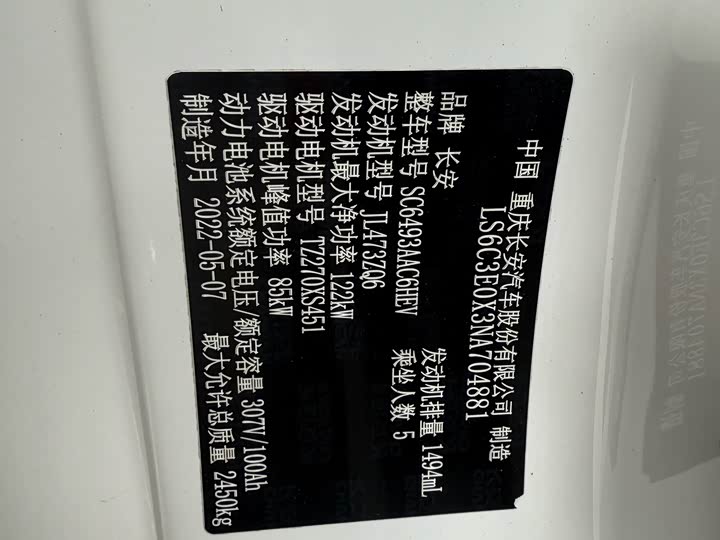 中国 重庆长安汽车股份有限公司 制造
LS6C3E0X3NA704881
品牌 长安
整车型号 SC6493AAC6HEV 乘坐人数 5
发动机型号 JL473ZQ6 发动机排量 1494mL
发动机最大净功率 122kW
驱动电机型号 TZ270XS451
驱动电机峰值功率 85kW
动力电池系统额定电压/额定容量 307V/100Ah
制造年月 2022-05-07 最大允许总质量 2450kg